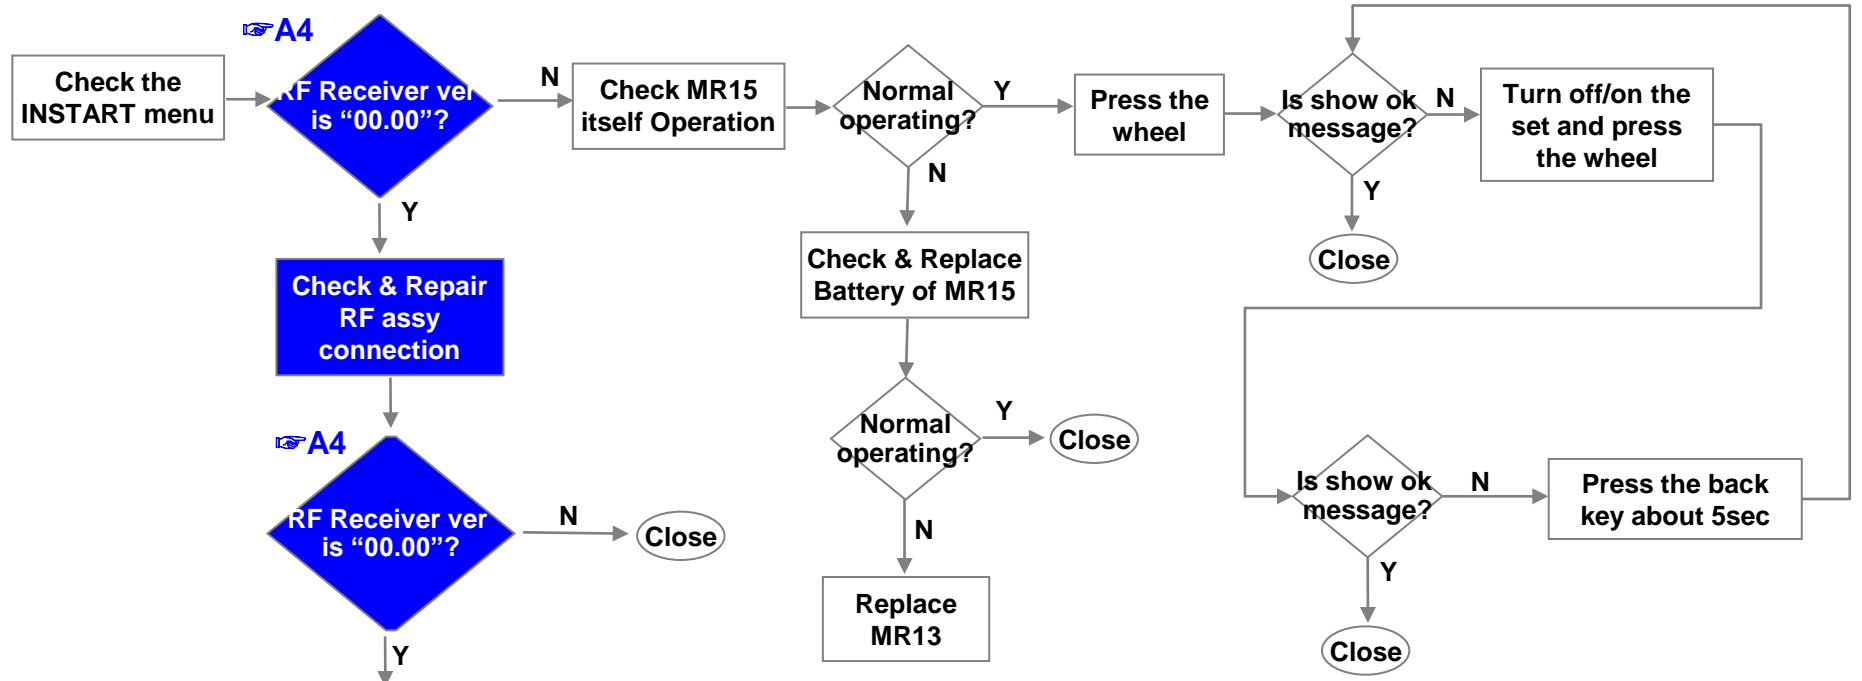 ☞A4
Check the
INSTART menu
RF Receiver ver
is “00.00”?
N
Check MR15
itself Operation
Normal
operating?
Y
Press the
wheel
Is show ok
message?
N
Turn off/on the
set and press
the wheel
Y
N
Y
Check & Repair
RF assy
connection
Check & Replace
Battery of MR15
Close
☞A4
RF Receiver ver
is “00.00”?
N
Close
Normal
operating?
Y
Close
Is show ok
message?
N
Press the back
key about 5sec
N
Y
Replace
MR13
Close
Y